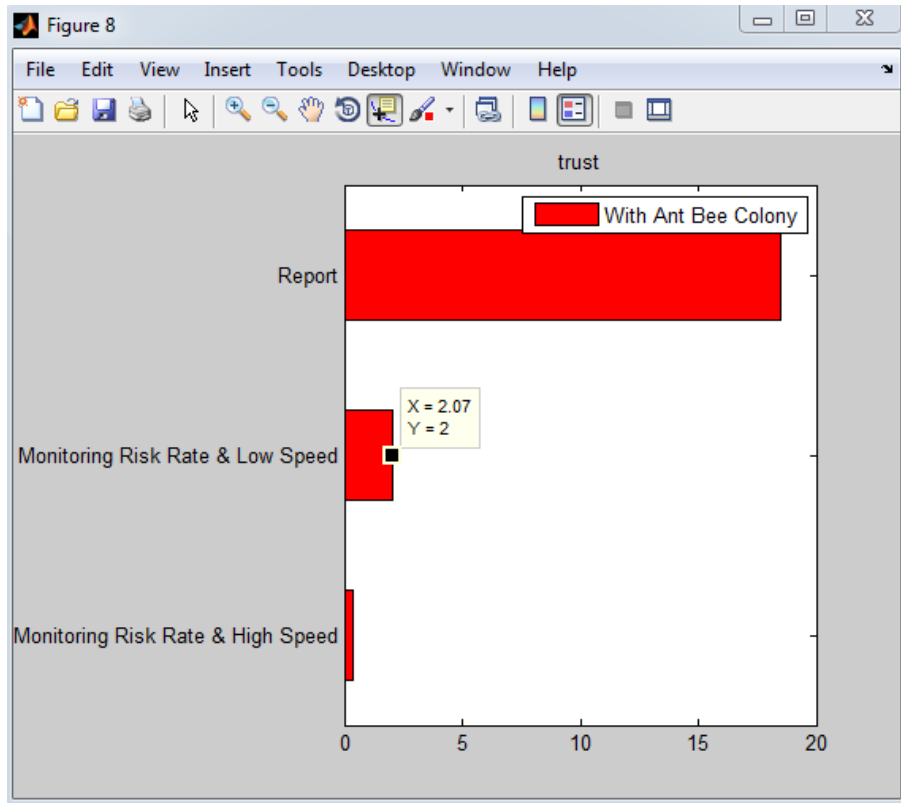 Figure 8
File Edit View Insert Tools Desktop Window Help
trust
With Ant Bee Colony
Report
X = 2.07
Y = 2
Monitoring Risk Rate & Low Speed
Monitoring Risk Rate & High Speed
0 5 10 15 20